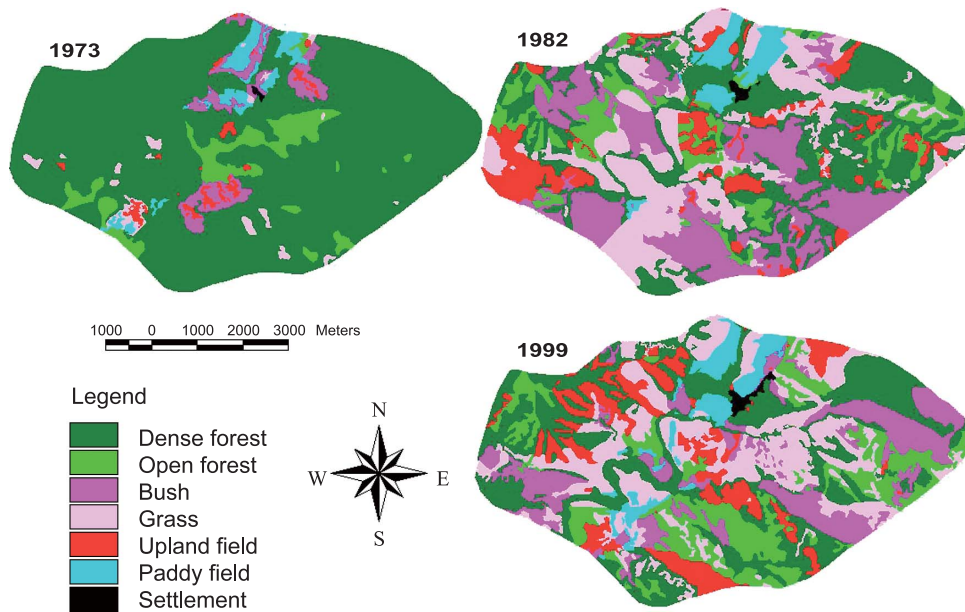 1973
1982
1000 0 1000 2000 3000 Meters
1999
Legend
Dense forest
Open forest
Bush
Grass
Upland field
Paddy field
Settlement
N
W E
S